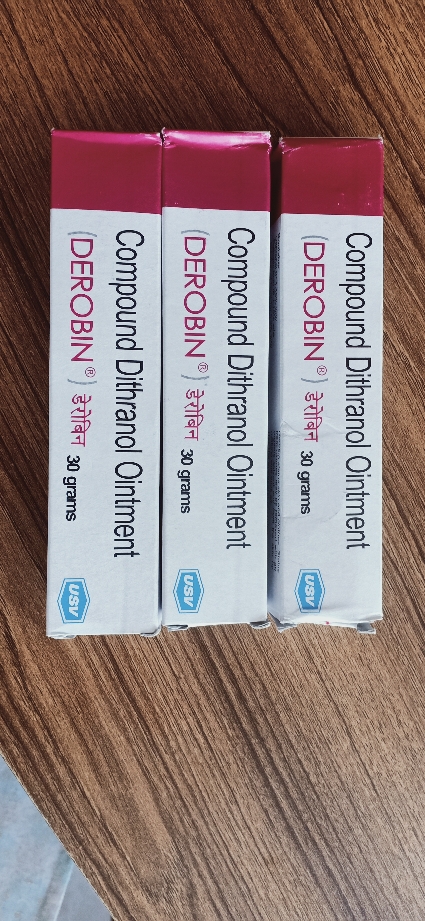 Compound Dithranol Ointment
(DEROBIN®) डेरोबिन 30 grams
USV
Compound Dithranol Ointment
(DEROBIN®) डेरोबिन 30 grams
USV
Compound Dithranol Ointment
(DEROBIN®) डेरोबिन 30 grams
USV